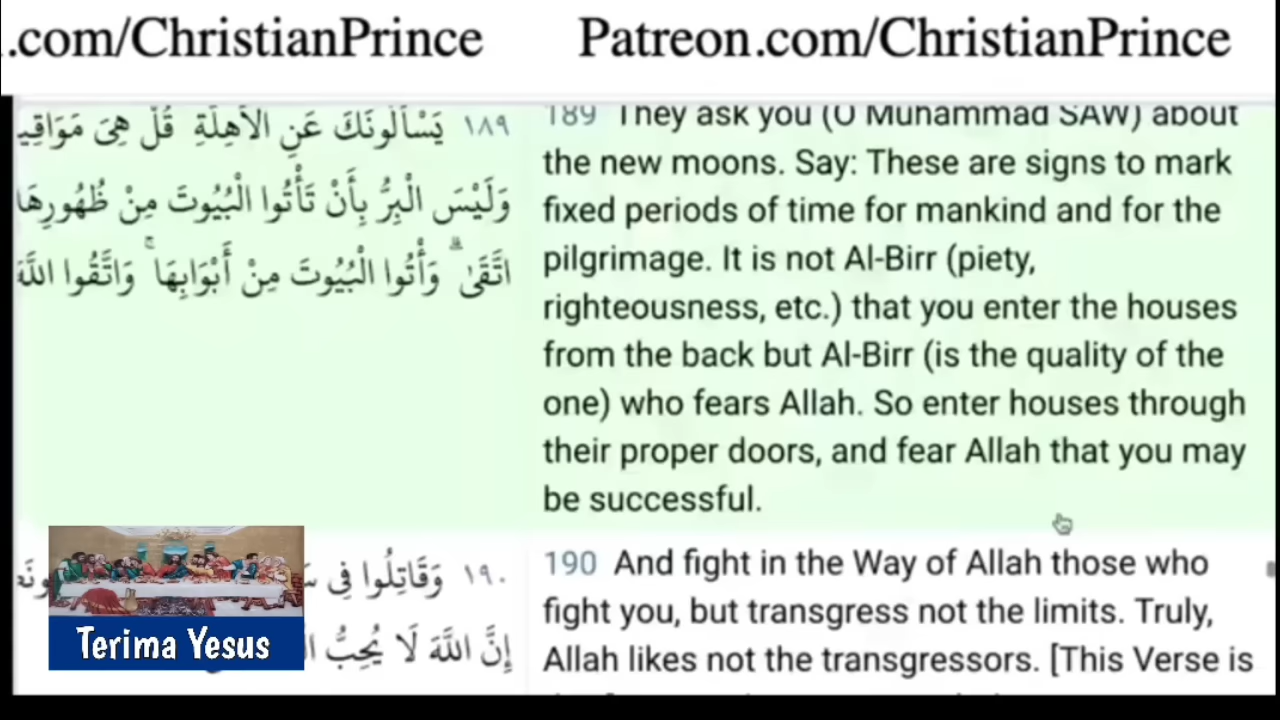 .com/ChristianPrince Patreon.com/ChristianPrince
١٨٩ يَسْأَلُونَكَ عَنِ الْأَهِلَّةِ قُلْ هِيَ
وَلَيْسَ الْبِرُّ بِأَنْ تَأْتُوا الْبُيُوتَ مِنْ ظُهُورِهَا
اتَّقَىٰ ۗ وَأْتُوا الْبُيُوتَ مِنْ أَبْوَابِهَا ۚ وَاتَّقُوا اللَّهَ
189 They ask you (O Muhammad SAW) about
the new moons. Say: These are signs to mark
fixed periods of time for mankind and for the
pilgrimage. It is not Al-Birr (piety,
righteousness, etc.) that you enter the houses
from the back but Al-Birr (is the quality of the
one) who fears Allah. So enter houses through
their proper doors, and fear Allah that you may
be successful.
١٩٠ وَقَاتِلُوا فِي
إِنَّ اللَّهَ لَا يُحِبُّ
190 And fight in the Way of Allah those who
fight you, but transgress not the limits. Truly,
Allah likes not the transgressors. [This Verse is
Terima Yesus